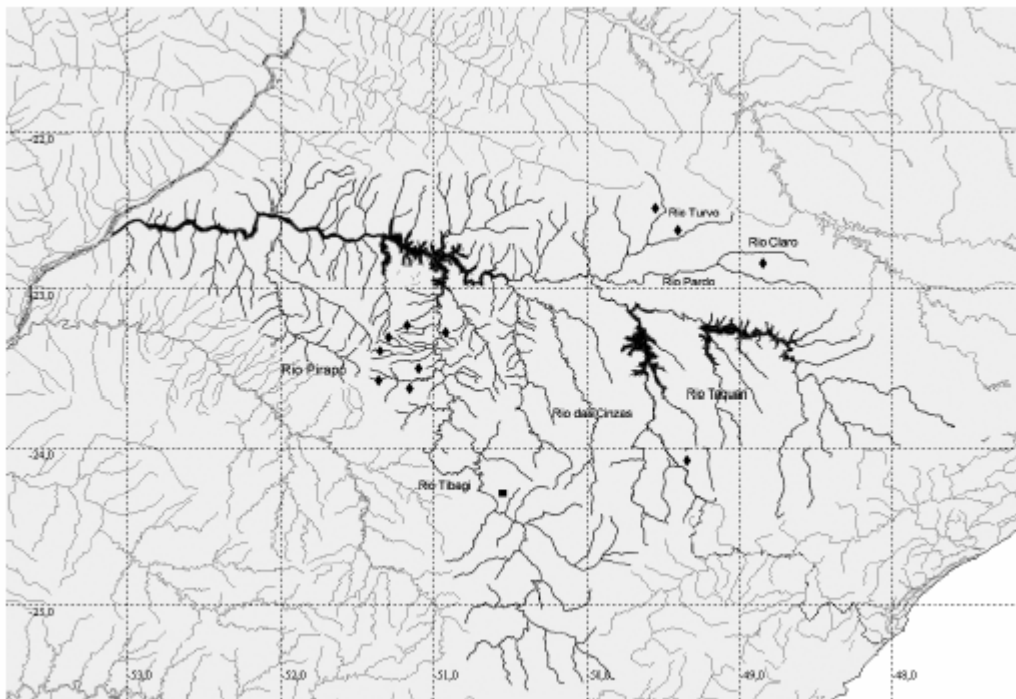 -22,0
Rio Turvo
Rio Claro
Rio Pardo
-23,0
Rio Pirapó
Rio Taquari
Rio das Cinzas
-24,0
Rio Tibagi
-25,0
-53,0
-52,0
-51,0
-50,0
-49,0
-48,0